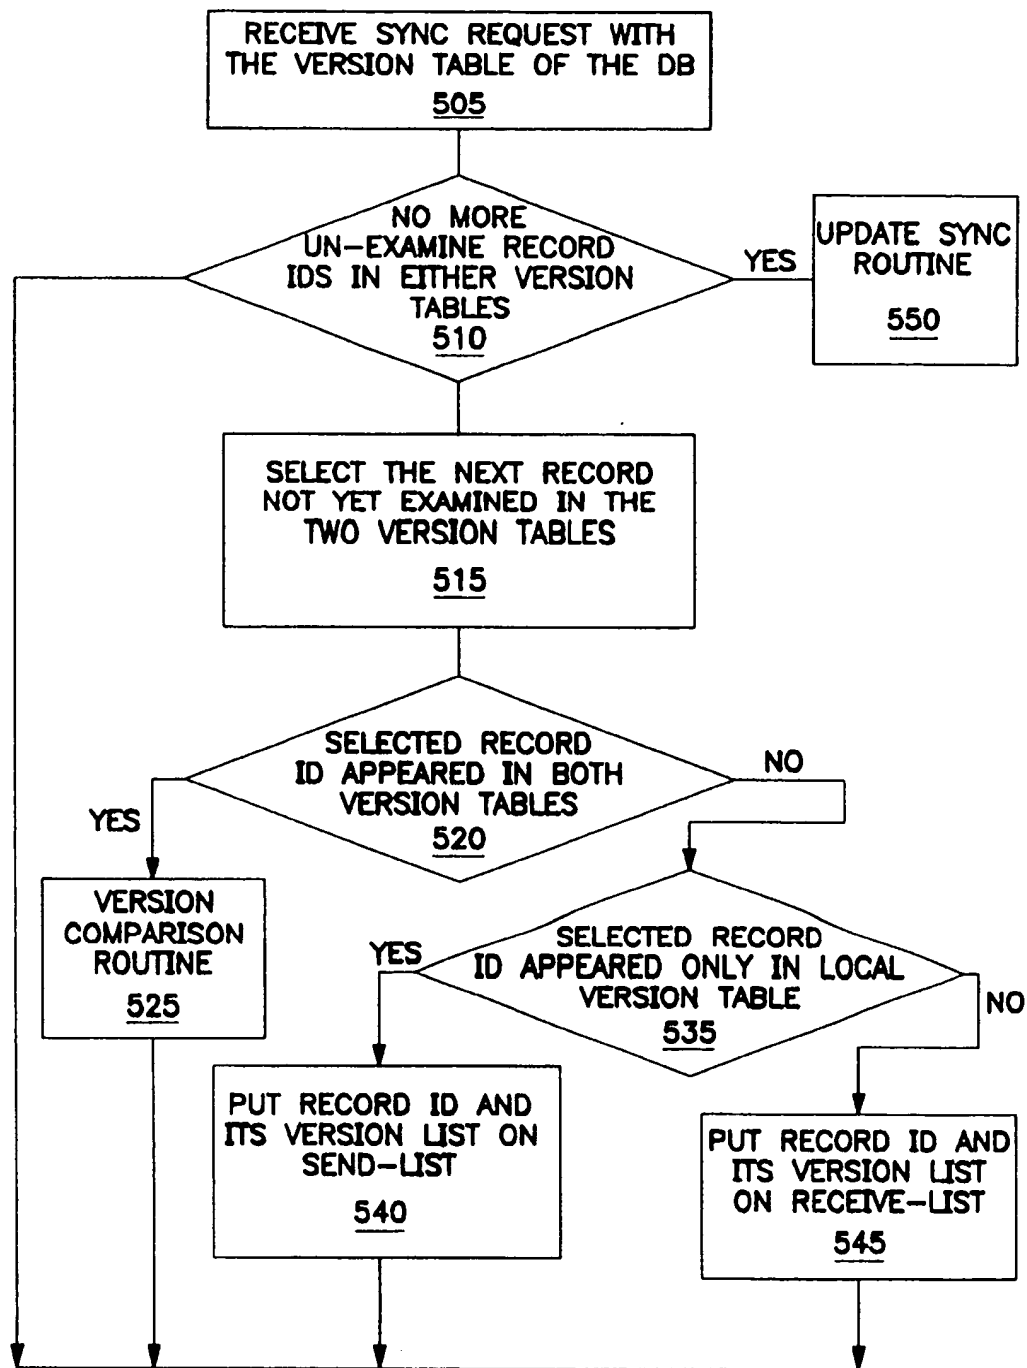 RECEIVE SYNC REQUEST WITH
THE VERSION TABLE OF THE DB
505
NO MORE
UN-EXAMINE RECORD
IDS IN EITHER VERSION
TABLES
510
YES
UPDATE SYNC
ROUTINE
550
SELECT THE NEXT RECORD
NOT YET EXAMINED IN THE
TWO VERSION TABLES
515
SELECTED RECORD
ID APPEARED IN BOTH
VERSION TABLES
520
NO
YES
VERSION
COMPARISON
ROUTINE
525
SELECTED RECORD
ID APPEARED ONLY IN LOCAL
VERSION TABLE
535
YES
NO
PUT RECORD ID AND
ITS VERSION LIST ON
SEND-LIST
540
PUT RECORD ID AND
ITS VERSION LIST
ON RECEIVE-LIST
545